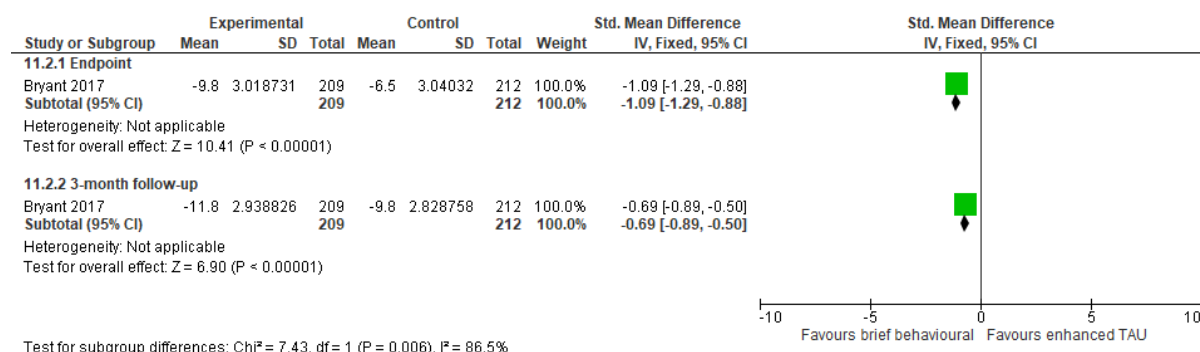 Experimental Control Std. Mean Difference Std. Mean Difference
Study or Subgroup Mean SD Total Mean SD Total Weight IV, Fixed, 95% CI IV, Fixed, 95% CI
11.2.1 Endpoint
Bryant 2017 -9.8 3.018731 209 -6.5 3.04032 212 100.0% -1.09 [-1.29, -0.88]
Subtotal (95% CI) 209 212 100.0% -1.09 [-1.29, -0.88]
Heterogeneity: Not applicable
Test for overall effect: Z = 10.41 (P < 0.00001)
11.2.2 3-month follow-up
Bryant 2017 -11.8 2.938826 209 -9.8 2.828758 212 100.0% -0.69 [-0.89, -0.50]
Subtotal (95% CI) 209 212 100.0% -0.69 [-0.89, -0.50]
Heterogeneity: Not applicable
Test for overall effect: Z = 6.90 (P < 0.00001)
-10 -5 0 5 10
Favours brief behavioural Favours enhanced TAU
Test for subgroup differences: Chi² = 7.43, df = 1 (P = 0.006), I² = 86.5%